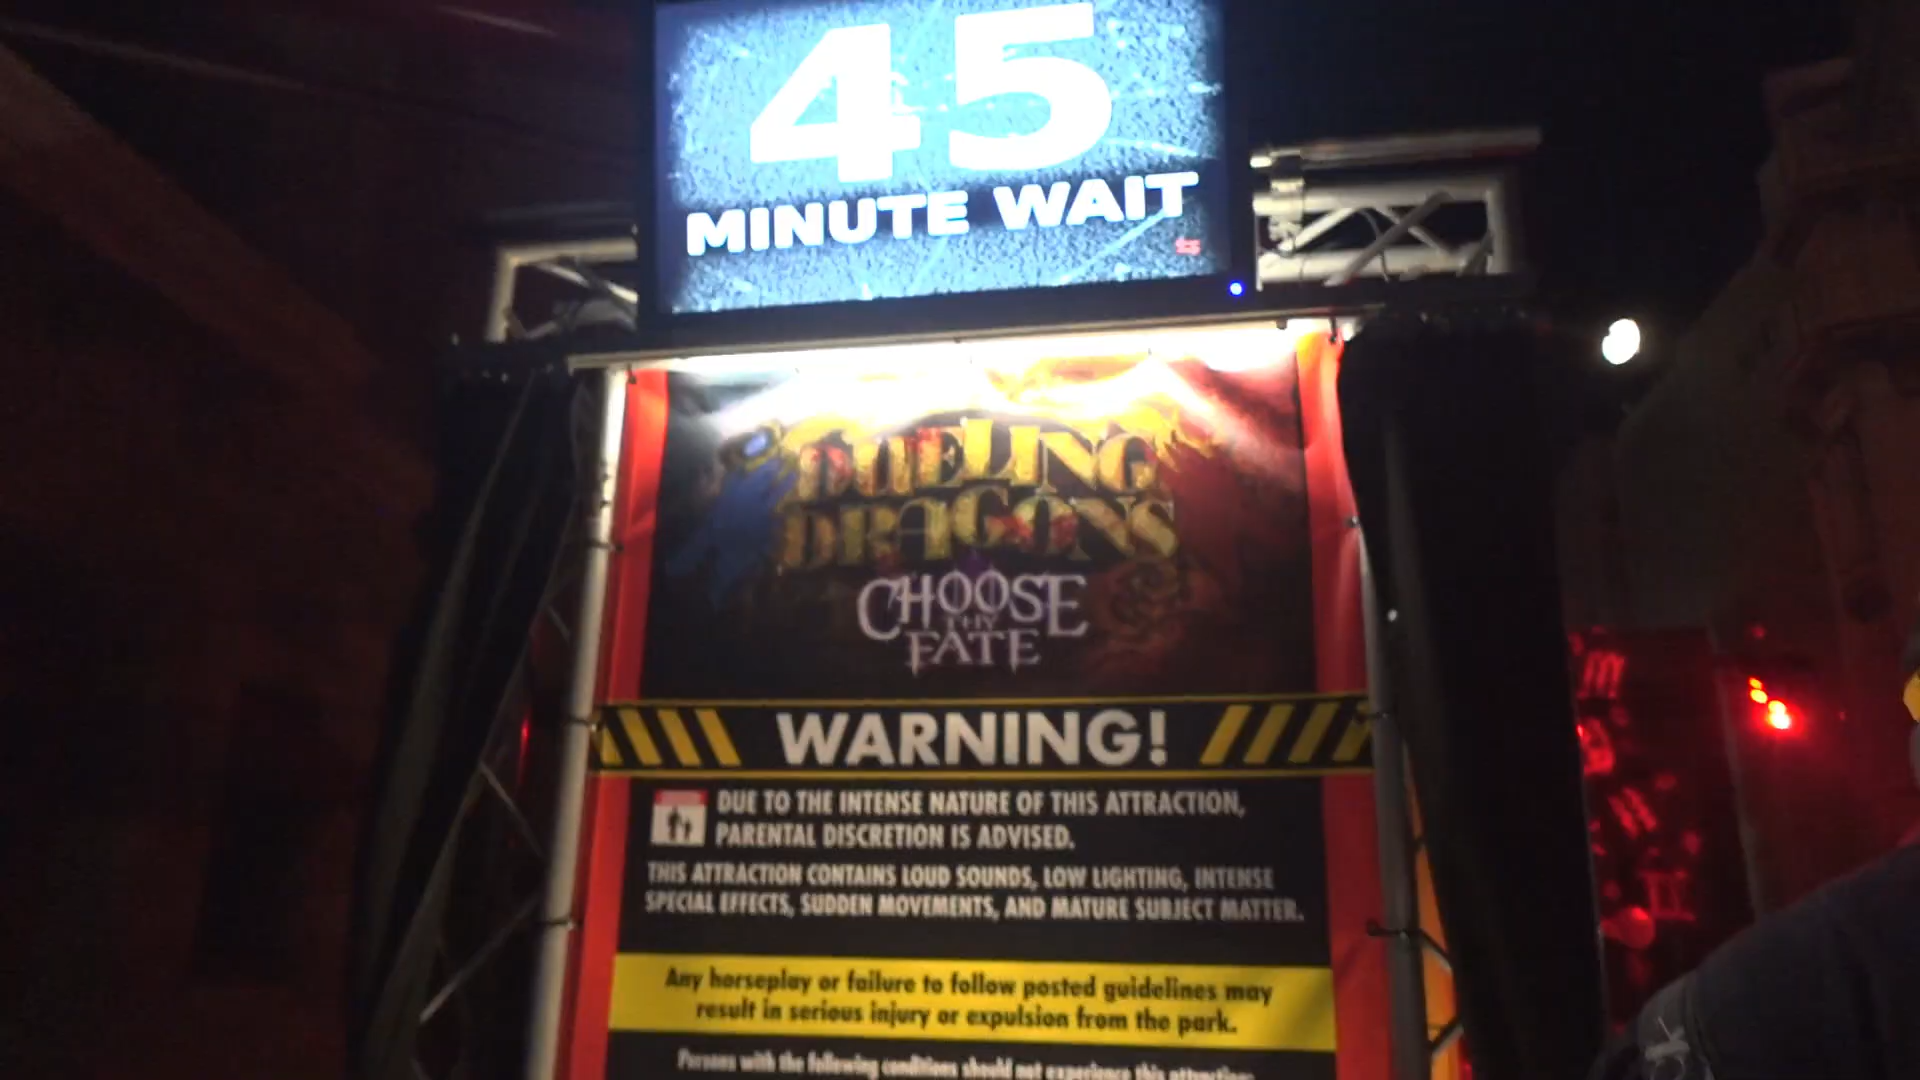 45
MINUTE WAIT
DUELING
DRAGONS
CHOOSE
THY
FATE
WARNING!
DUE TO THE INTENSE NATURE OF THIS ATTRACTION,
PARENTAL DISCRETION IS ADVISED.
THIS ATTRACTION CONTAINS LOUD SOUNDS, LOW LIGHTING, INTENSE
SPECIAL EFFECTS, SUDDEN MOVEMENTS, AND MATURE SUBJECT MATTER.
Any horseplay or failure to follow posted guidelines may
result in serious injury or expulsion from the park.
Persons with the following conditions should not experience this attraction: